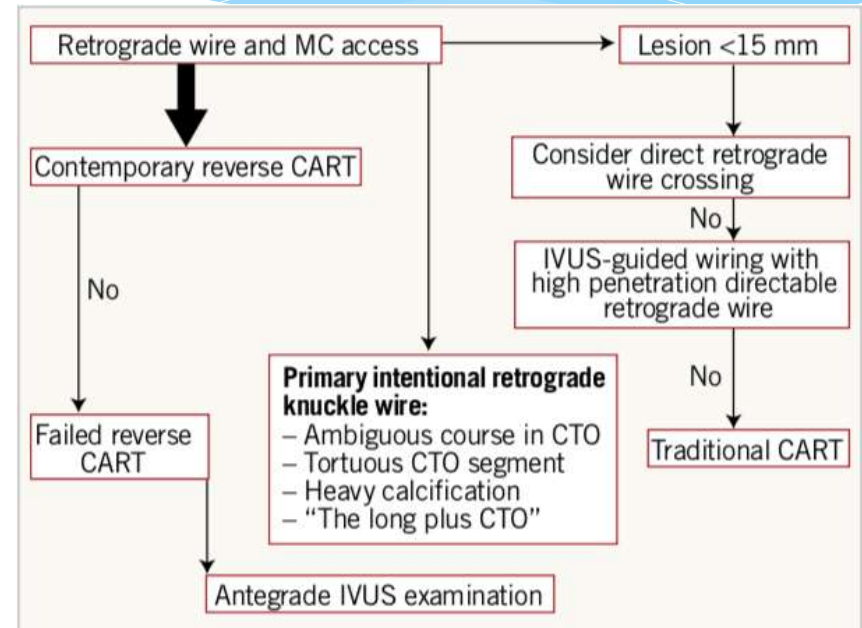 Retrograde wire and MC access
Lesion <15 mm
Contemporary reverse CART
Consider direct retrograde
wire crossing
No
No
IVUS-guided wiring with
high penetration directable
retrograde wire
Primary intentional retrograde
knuckle wire:
– Ambiguous course in CTO
– Tortuous CTO segment
– Heavy calcification
– “The long plus CTO”
No
Failed reverse
CART
Traditional CART
Antegrade IVUS examination